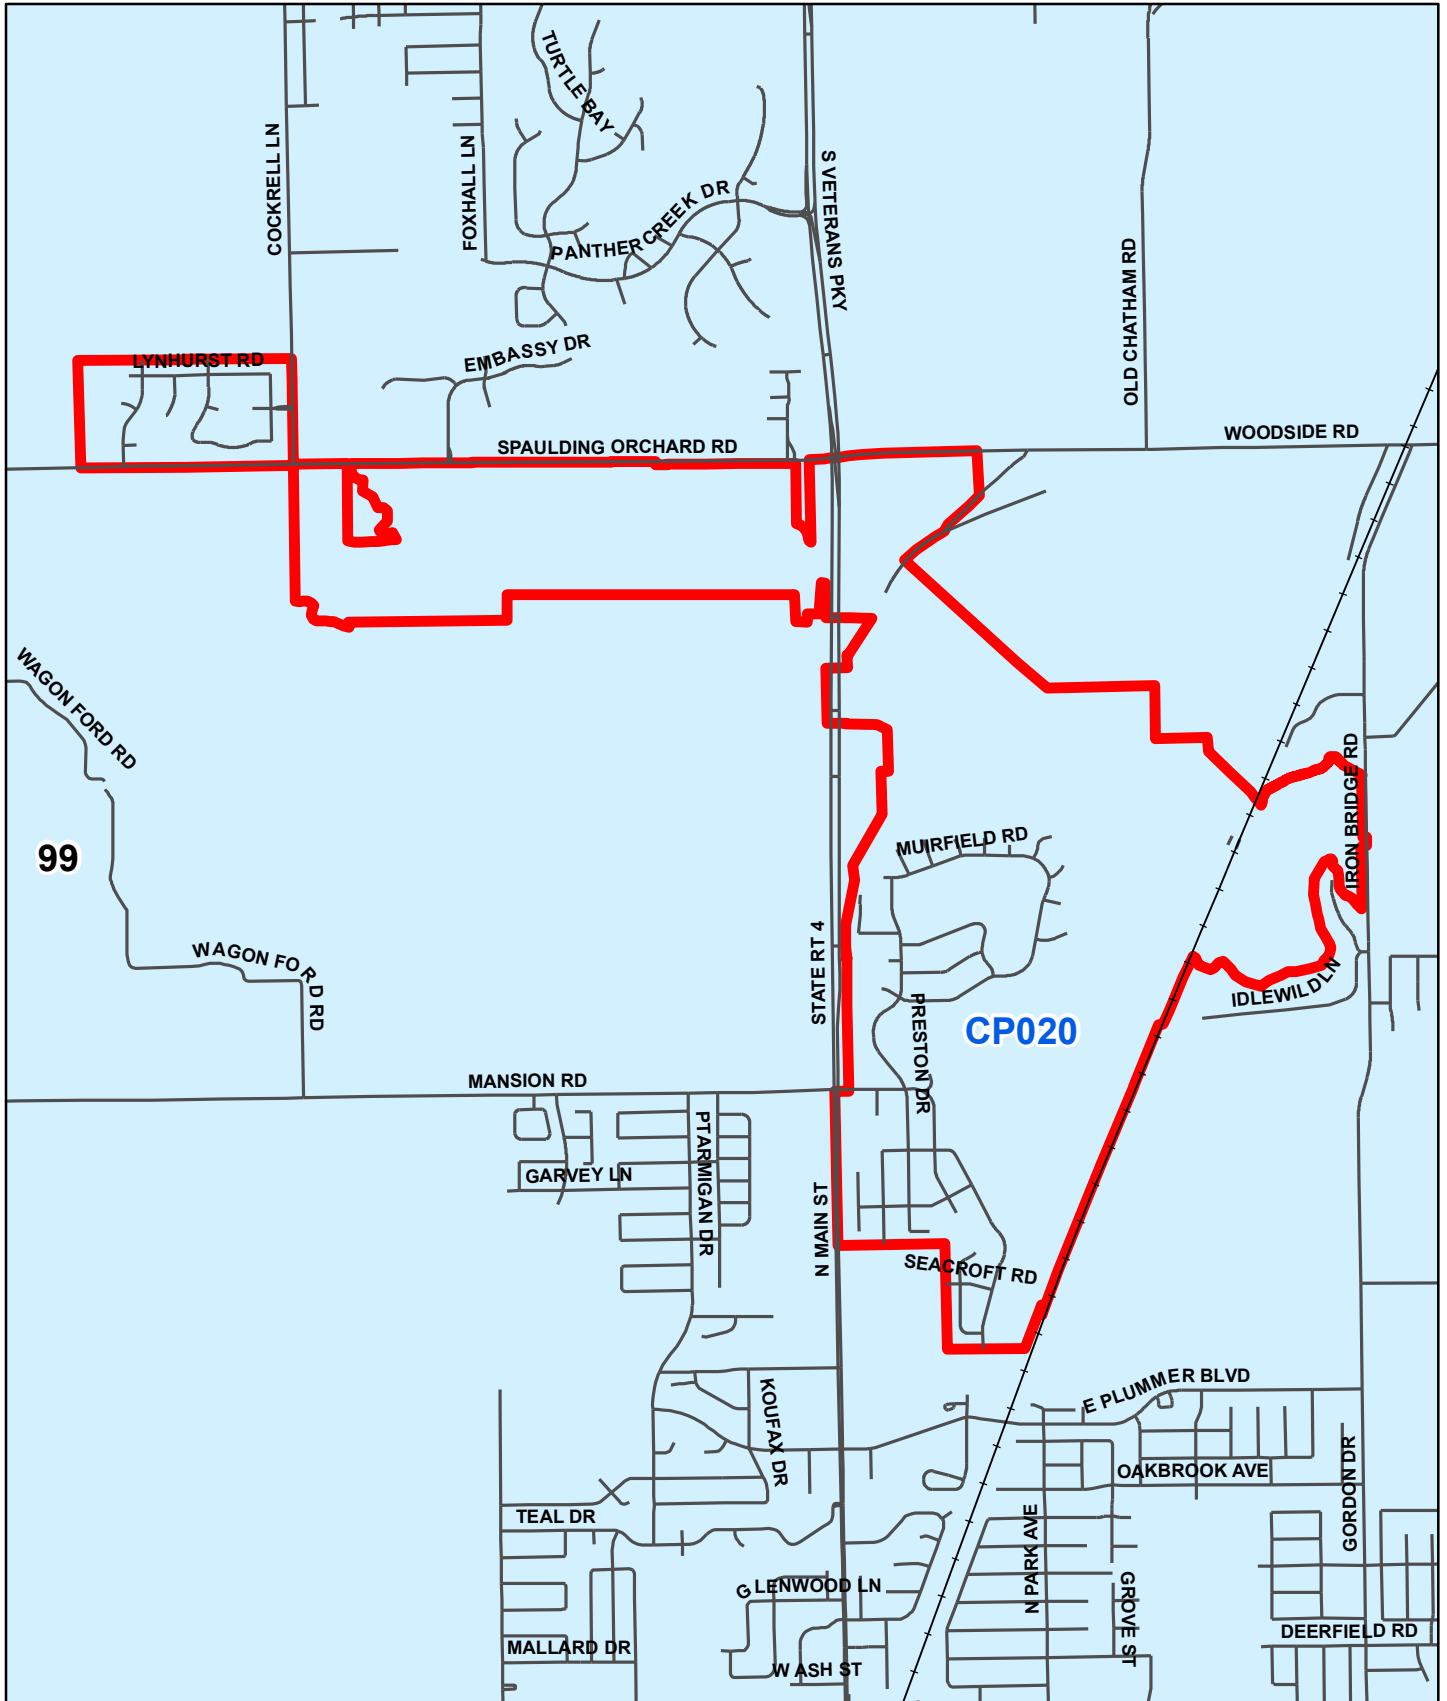 TURTLE BAY
COCKRELL LN
FOXHALL LN
PANTHER CREEK DR
S VETERANS PKY
OLD CHATHAM RD
LYNHURST RD
EMBASSY DR
SPAULDING ORCHARD RD
WOODSIDE RD
WAGON FORD RD
IRON BRIDGE RD
MUIRFIELD RD
99
WAGON FORD RD
STATE RT 4
PRESTON DR
CP020
IDLEWILD LN
MANSION RD
PTARMIGAN DR
GARVEY LN
N MAIN ST
SEACROFT RD
KOUFAX DR
E PLUMMER BLVD
OAKBROOK AVE
GORDON DR
TEAL DR
N PARK AVE
GLENWOOD LN
GROVE ST
MALLARD DR
W ASH ST
DEERFIELD RD